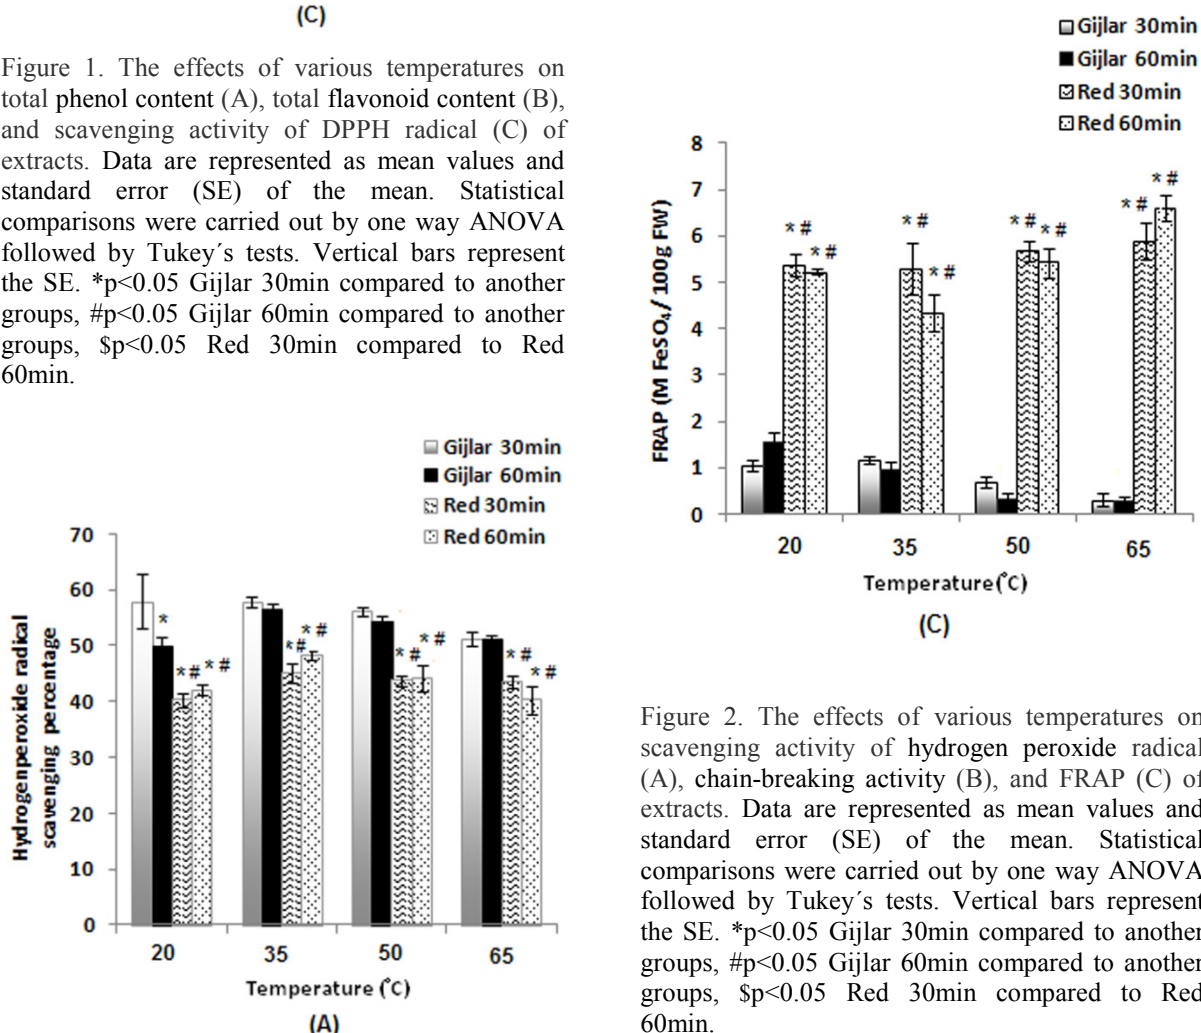 (C)
Figure 1. The effects of various temperatures on
total phenol content (A), total flavonoid content (B),
and scavenging activity of DPPH radical (C) of
extracts. Data are represented as mean values and
standard error (SE) of the mean. Statistical
comparisons were carried out by one way ANOVA
followed by Tukey´s tests. Vertical bars represent
the SE. *p<0.05 Gijlar 30min compared to another
groups, #p<0.05 Gijlar 60min compared to another
groups, $p<0.05 Red 30min compared to Red
60min.
Gijlar 30min
Gijlar 60min
Red 30min
Red 60min
Hydrogenperoxide radical
scavenging percentage
70
60
50
40
30
20
10
0
*
* #
* #
* #
* #
* #
* #
* #
* #
20 35 50 65
Temperature (°C)
(A)
Gijlar 30min
Gijlar 60min
Red 30min
Red 60min
FRAP (M FeSO₄/ 100g FW)
8
7
6
5
4
3
2
1
0
* #
* #
* #
* #
* #
* #
* #
* #
20 35 50 65
Temperature(°C)
(C)
Figure 2. The effects of various temperatures on
scavenging activity of hydrogen peroxide radical
(A), chain-breaking activity (B), and FRAP (C) of
extracts. Data are represented as mean values and
standard error (SE) of the mean. Statistical
comparisons were carried out by one way ANOVA
followed by Tukey´s tests. Vertical bars represent
the SE. *p<0.05 Gijlar 30min compared to another
groups, #p<0.05 Gijlar 60min compared to another
groups, $p<0.05 Red 30min compared to Red
60min.